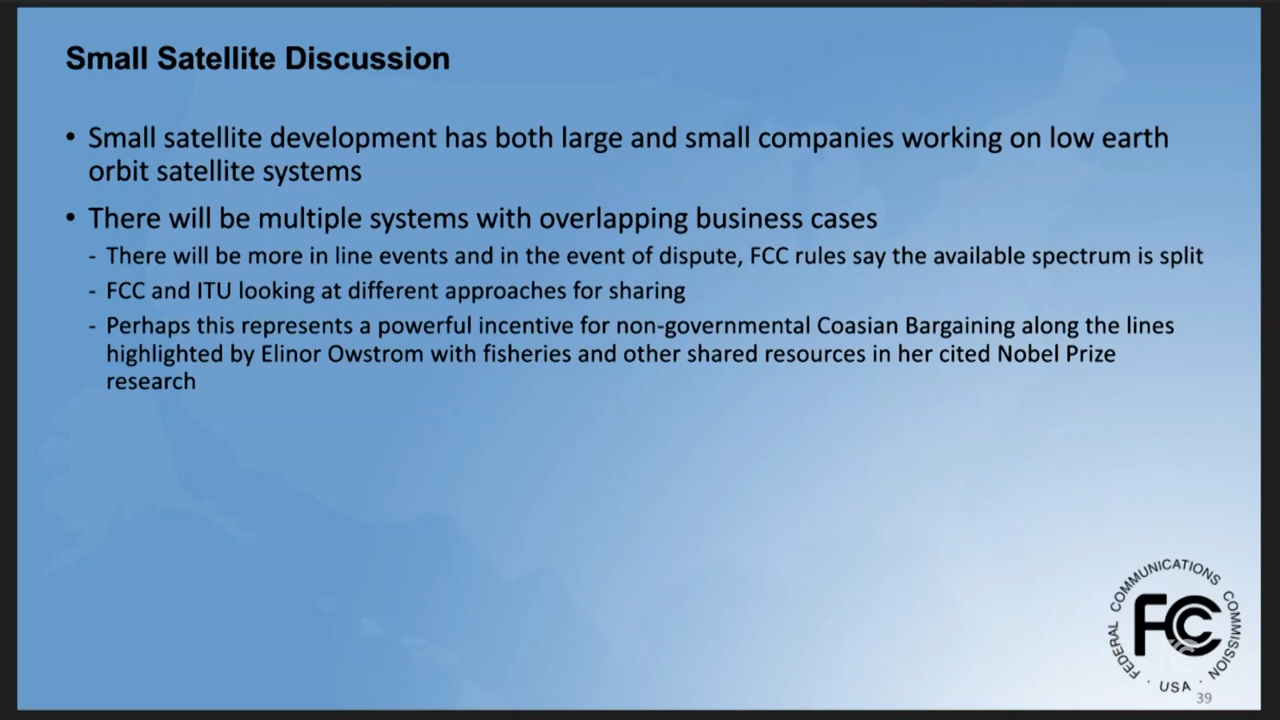 Small Satellite Discussion
• Small satellite development has both large and small companies working on low earth
orbit satellite systems
• There will be multiple systems with overlapping business cases
- There will be more in line events and in the event of dispute, FCC rules say the available spectrum is split
- FCC and ITU looking at different approaches for sharing
- Perhaps this represents a powerful incentive for non-governmental Coasian Bargaining along the lines
highlighted by Elinor Owstrom with fisheries and other shared resources in her cited Nobel Prize
research
FEDERAL COMMUNICATIONS COMMISSION
FCC
· USA ·
39